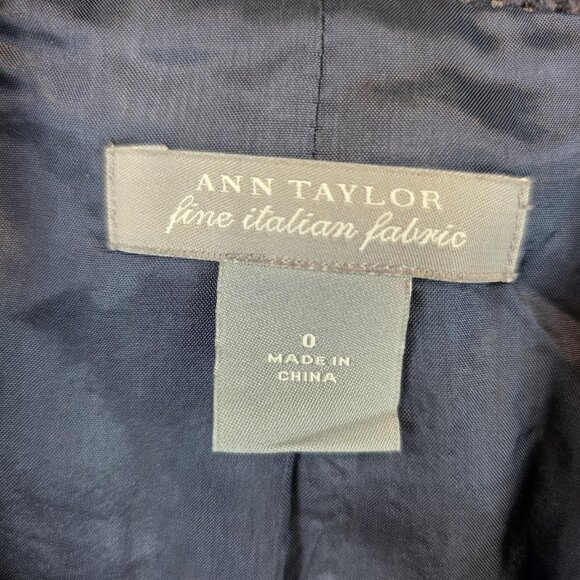 ANN TAYLOR
fine italian fabric
0
MADE IN
CHINA